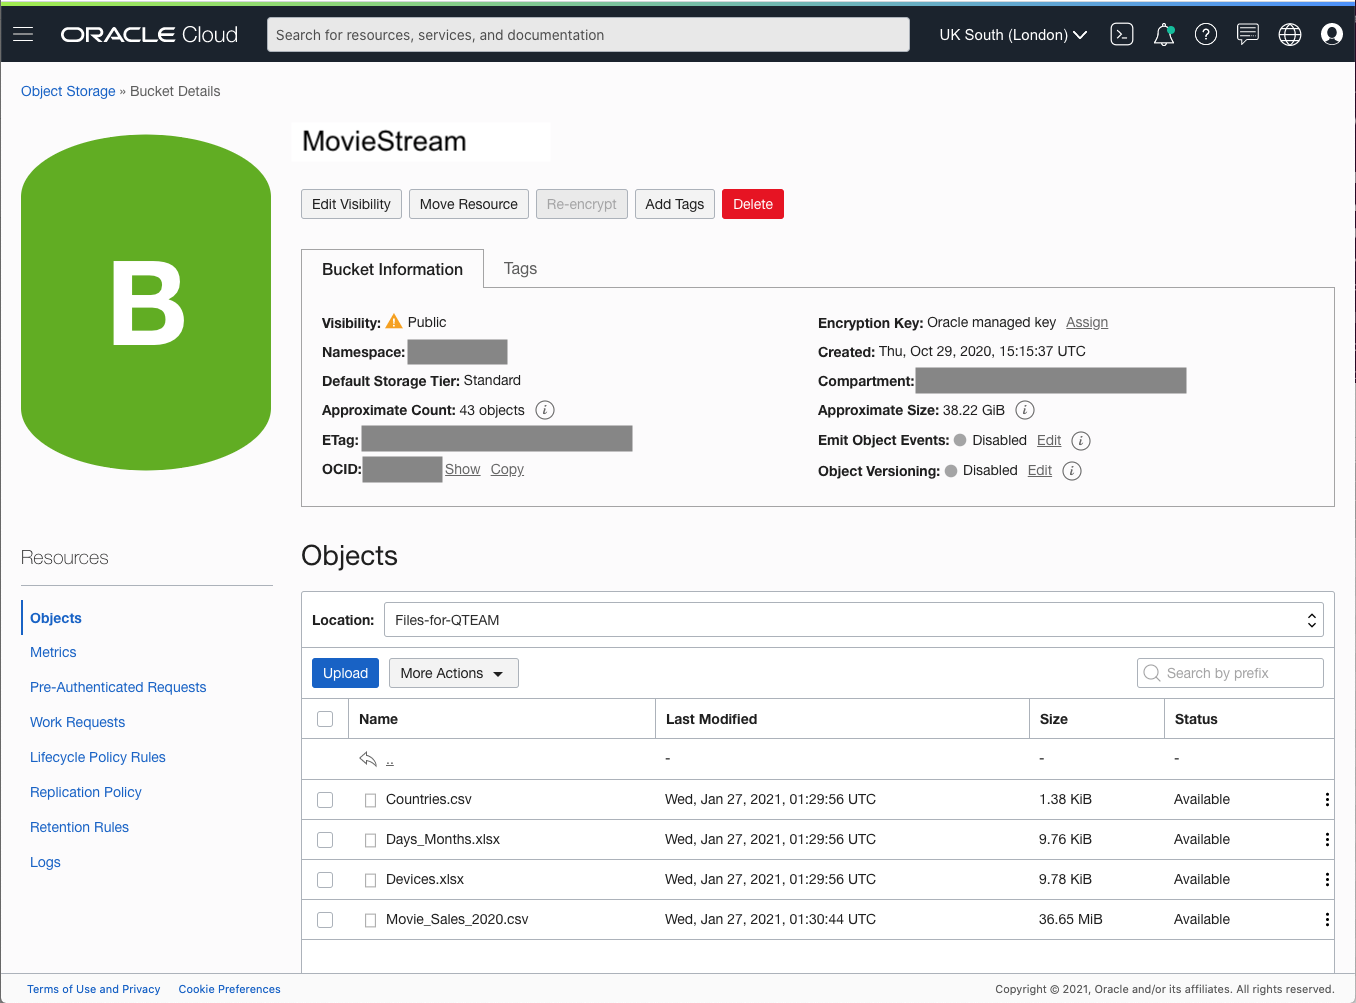 ORACLE Cloud
Search for resources, services, and documentation
UK South (London)
Object Storage » Bucket Details
B
MovieStream
Edit Visibility Move Resource Re-encrypt Add Tags Delete
Bucket Information Tags
Visibility: Public
Namespace:
Default Storage Tier: Standard
Approximate Count: 43 objects
ETag:
OCID: Show Copy
Encryption Key: Oracle managed key Assign
Created: Thu, Oct 29, 2020, 15:15:37 UTC
Compartment:
Approximate Size: 38.22 GiB
Emit Object Events: Disabled Edit
Object Versioning: Disabled Edit
Resources
Objects
Metrics
Pre-Authenticated Requests
Work Requests
Lifecycle Policy Rules
Replication Policy
Retention Rules
Logs
Objects
Location: Files-for-QTEAM
Upload More Actions Search by prefix
Name Last Modified Size Status
.. - - -
Countries.csv Wed, Jan 27, 2021, 01:29:56 UTC 1.38 KiB Available
Days_Months.xlsx Wed, Jan 27, 2021, 01:29:56 UTC 9.76 KiB Available
Devices.xlsx Wed, Jan 27, 2021, 01:29:56 UTC 9.78 KiB Available
Movie_Sales_2020.csv Wed, Jan 27, 2021, 01:30:44 UTC 36.65 MiB Available
Terms of Use and Privacy Cookie Preferences
Copyright © 2021, Oracle and/or its affiliates. All rights reserved.